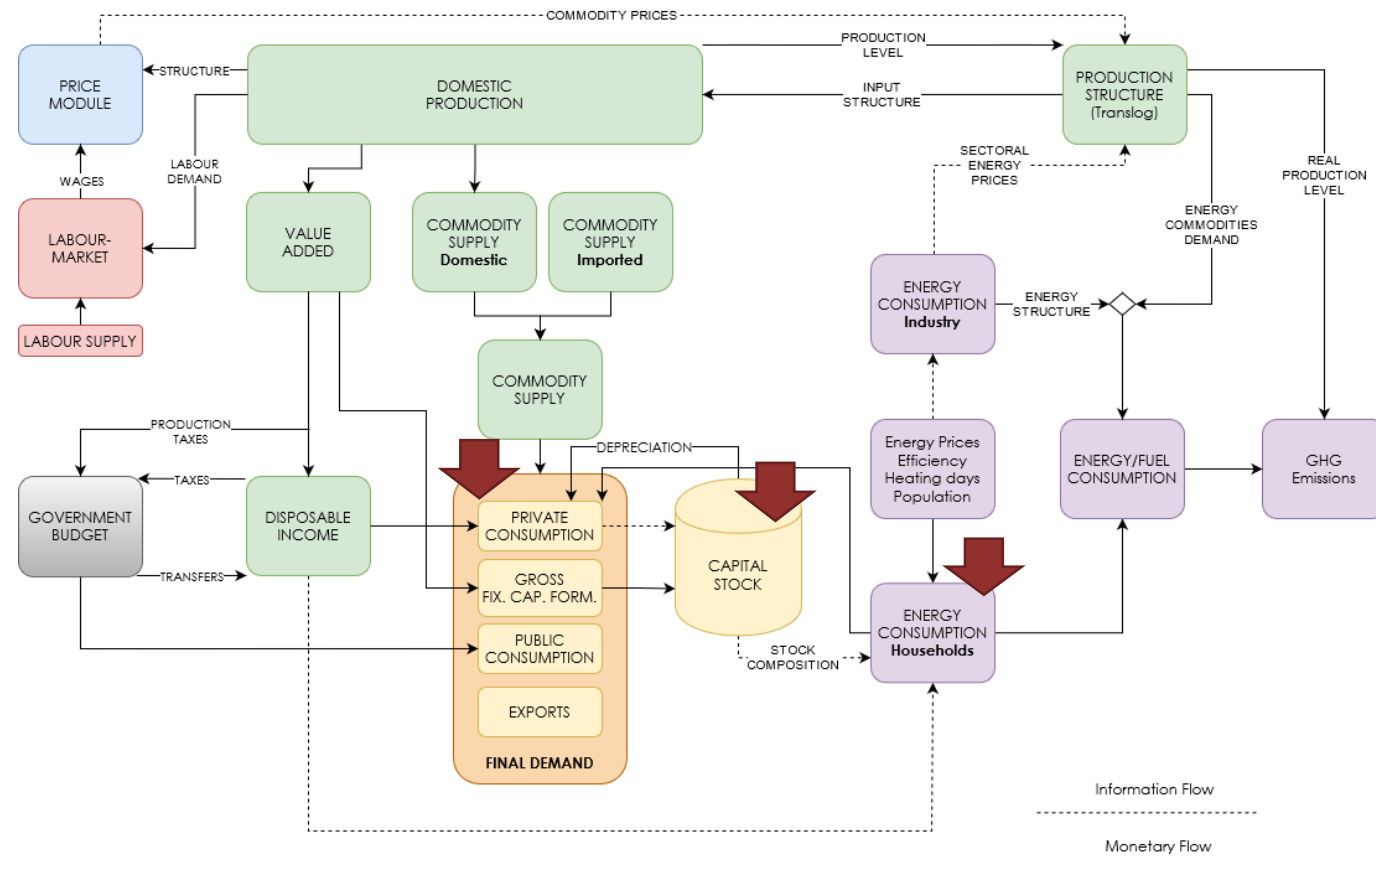 COMMODITY PRICES
PRICE
MODULE
STRUCTURE
DOMESTIC
PRODUCTION
PRODUCTION
LEVEL
INPUT
STRUCTURE
PRODUCTION
STRUCTURE
(Translog)
LABOUR
DEMAND
WAGES
SECTORAL
ENERGY
PRICES
REAL
PRODUCTION
LEVEL
LABOUR-
MARKET
VALUE
ADDED
COMMODITY
SUPPLY
Domestic
COMMODITY
SUPPLY
Imported
ENERGY
COMMODITIES
DEMAND
ENERGY
CONSUMPTION
Industry
ENERGY
STRUCTURE
LABOUR SUPPLY
COMMODITY
SUPPLY
PRODUCTION
TAXES
DEPRECIATION
Energy Prices
Efficiency
Heating days
Population
ENERGY/FUEL
CONSUMPTION
GHG
Emissions
TAXES
GOVERNMENT
BUDGET
DISPOSABLE
INCOME
PRIVATE
CONSUMPTION
TRANSFERS
GROSS
FIX. CAP. FORM.
CAPITAL
STOCK
PUBLIC
CONSUMPTION
STOCK
COMPOSITION
ENERGY
CONSUMPTION
Households
EXPORTS
FINAL DEMAND
Information Flow
Monetary Flow